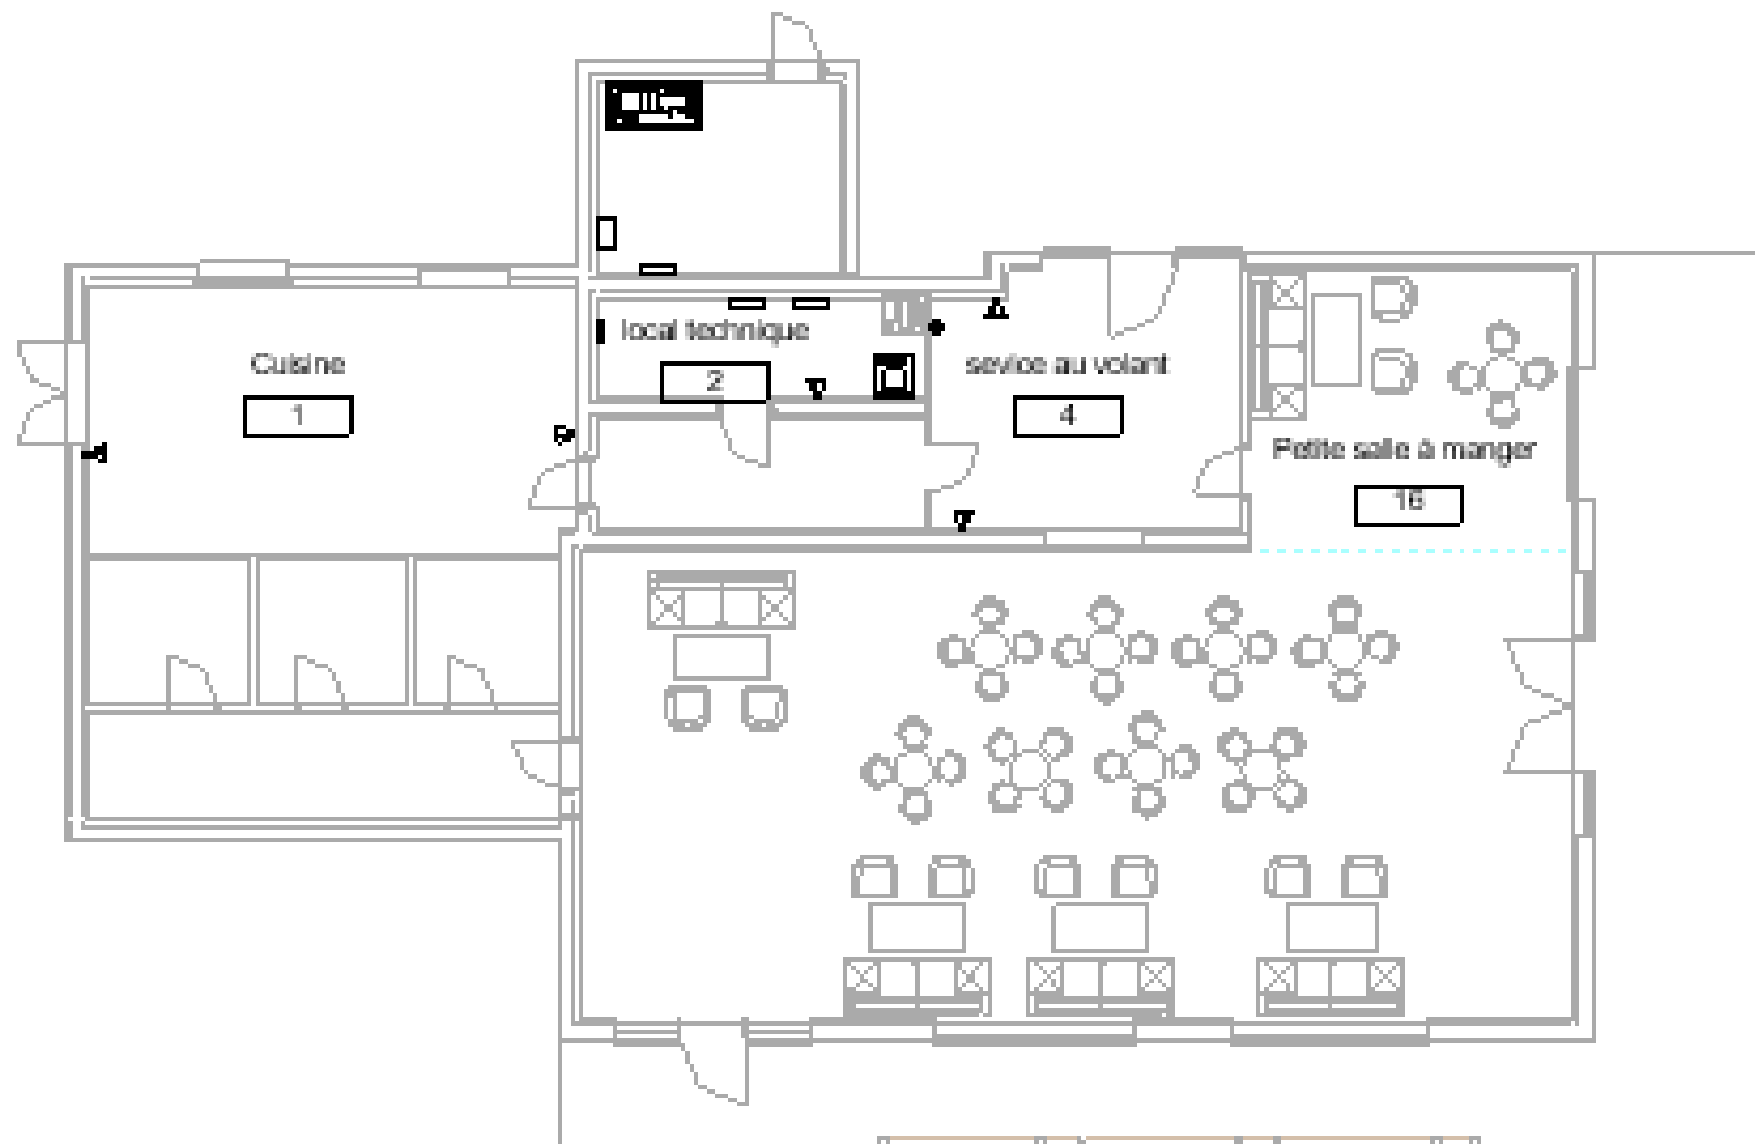 local technique
2
Cuisine
1
sevice au volant
4
Petite salle à manger
16